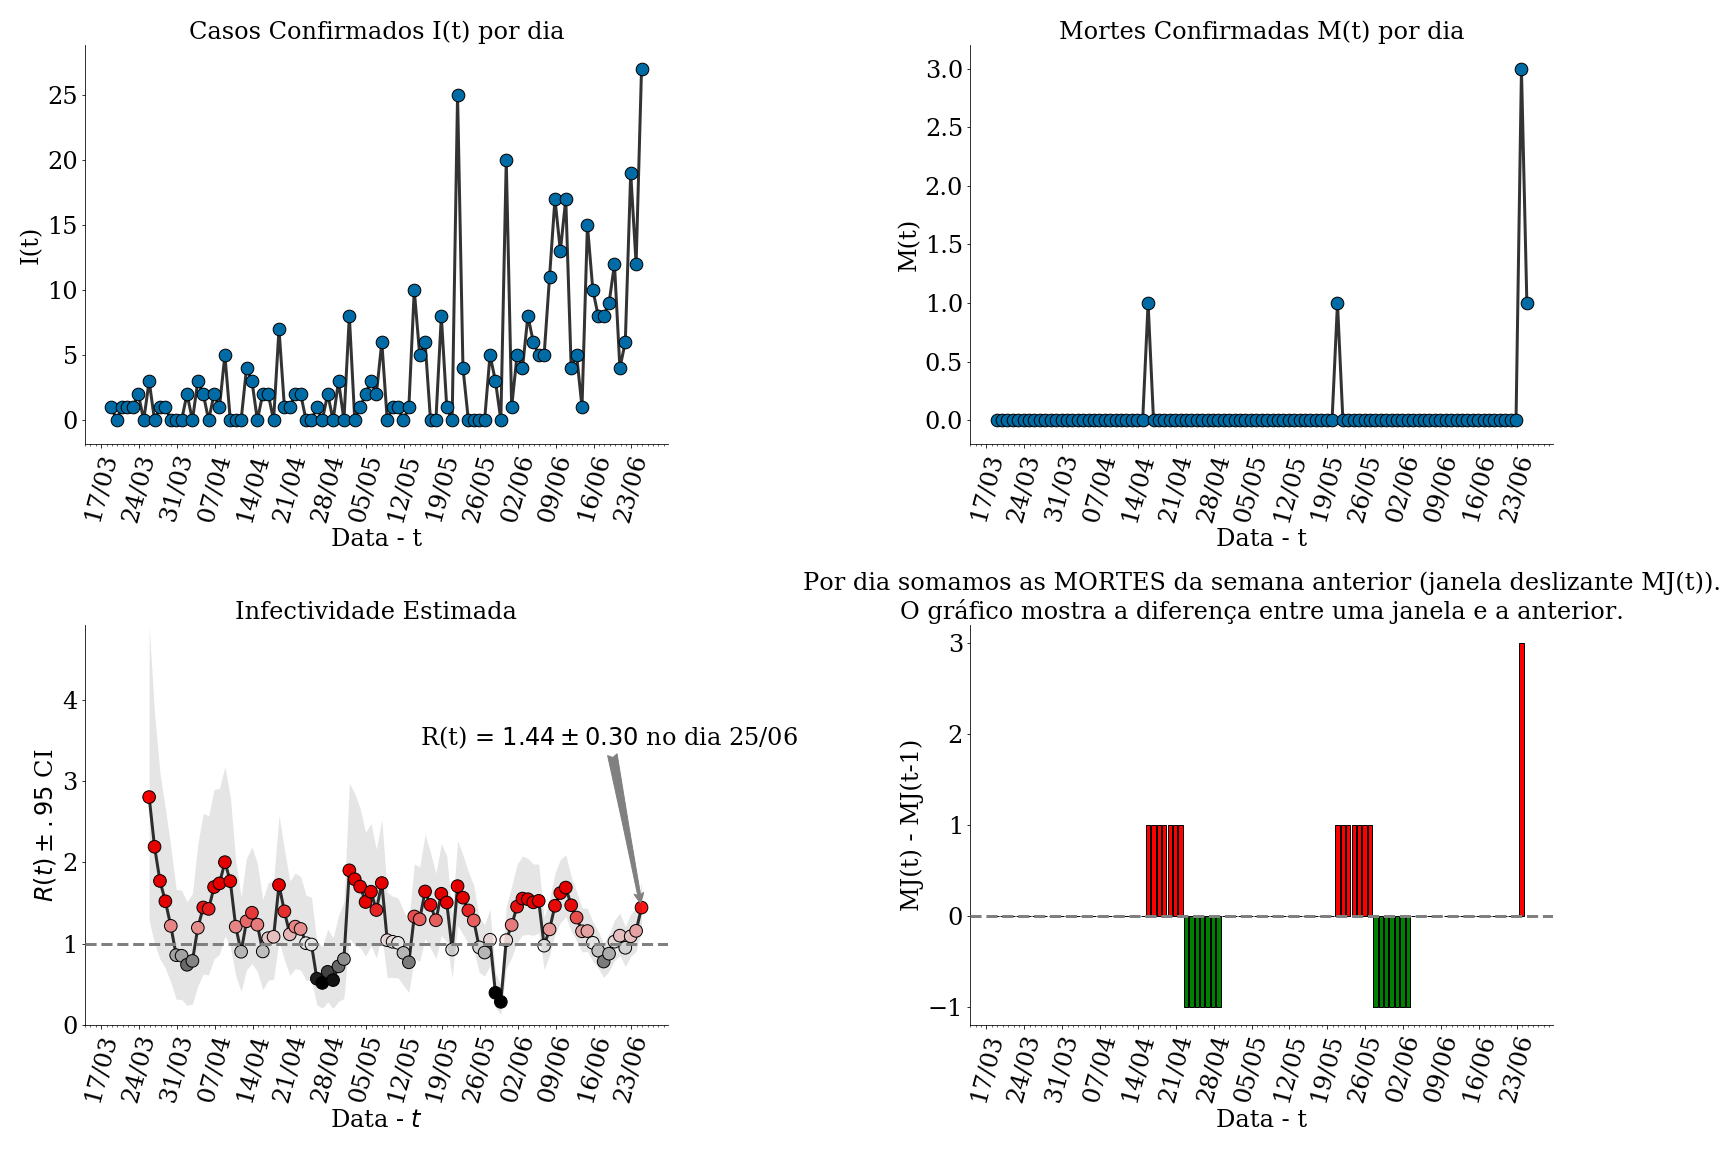 Casos Confirmados I(t) por dia
I(t)
25
20
15
10
5
0
17/03 24/03 31/03 07/04 14/04 21/04 28/04 05/05 12/05 19/05 26/05 02/06 09/06 16/06 23/06
Data - t
Mortes Confirmadas M(t) por dia
M(t)
3.0
2.5
2.0
1.5
1.0
0.5
0.0
17/03 24/03 31/03 07/04 14/04 21/04 28/04 05/05 12/05 19/05 26/05 02/06 09/06 16/06 23/06
Data - t
Infectividade Estimada
R(t) ± .95 CI
4
3
2
1
0
R(t) = 1.44 ± 0.30 no dia 25/06
17/03 24/03 31/03 07/04 14/04 21/04 28/04 05/05 12/05 19/05 26/05 02/06 09/06 16/06 23/06
Data - t
Por dia somamos as MORTES da semana anterior (janela deslizante MJ(t)).
O gráfico mostra a diferença entre uma janela e a anterior.
MJ(t) - MJ(t-1)
3
2
1
0
−1
17/03 24/03 31/03 07/04 14/04 21/04 28/04 05/05 12/05 19/05 26/05 02/06 09/06 16/06 23/06
Data - t